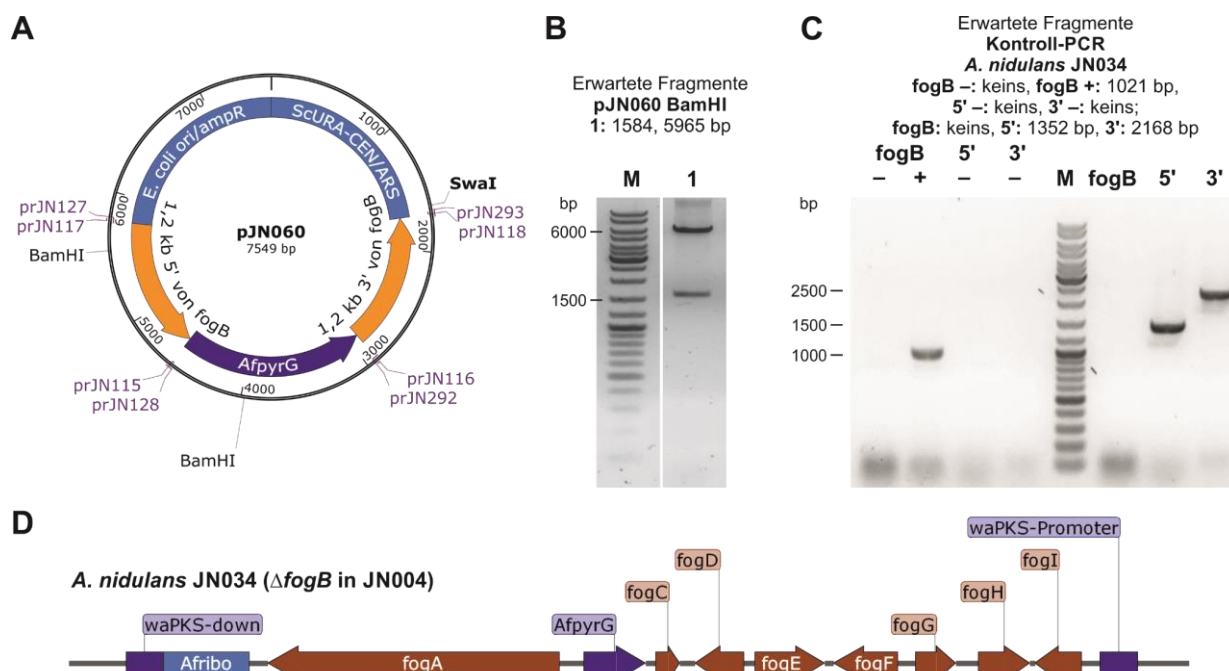 A
7000
1000
E. coli ori/ampR
ScURA-CEN/ARS
SwaI
prJN127
prJN117
6000
prJN293
prJN118
2000
BamHI
pJN060
7549 bp
1,2 kb 5' von fogB
1,2 kb 3' von fogB
5000
AfpyrG
3000
4000
prJN115
prJN128
prJN116
prJN292
BamHI
B
Erwartete Fragmente
pJN060 BamHI
1: 1584, 5965 bp
M 1
bp
6000
1500
C
Erwartete Fragmente
Kontroll-PCR
A. nidulans JN034
fogB –: keins, fogB +: 1021 bp,
5' –: keins, 3' –: keins;
fogB: keins, 5': 1352 bp, 3': 2168 bp
fogB 5' 3'
– + – – M fogB 5' 3'
bp
2500
1500
1000
D
A. nidulans JN034 (ΔfogB in JN004)
waPKS-Promoter
fogD
fogI
fogC
fogH
waPKS-down
AfpyrG
fogG
Afribo
fogA
fogE
fogF